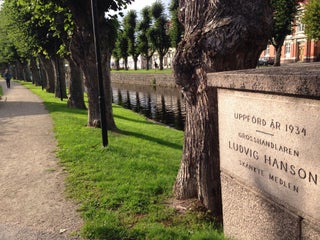 UPPFÖRD ÅR 1934
GROSSHANDLAREN
LUDVIG HANSON
SKÄNKTE MEDLEN